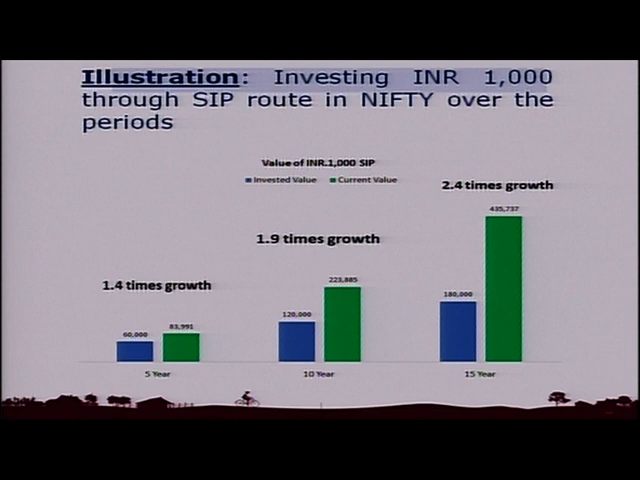 Illustration: Investing INR 1,000
through SIP route in NIFTY over the
periods
Value of INR.1,000 SIP
Invested Value Current Value
2.4 times growth
435,737
1.9 times growth
223,885
1.4 times growth
180,000
120,000
83,991
60,000
5 Year 10 Year 15 Year